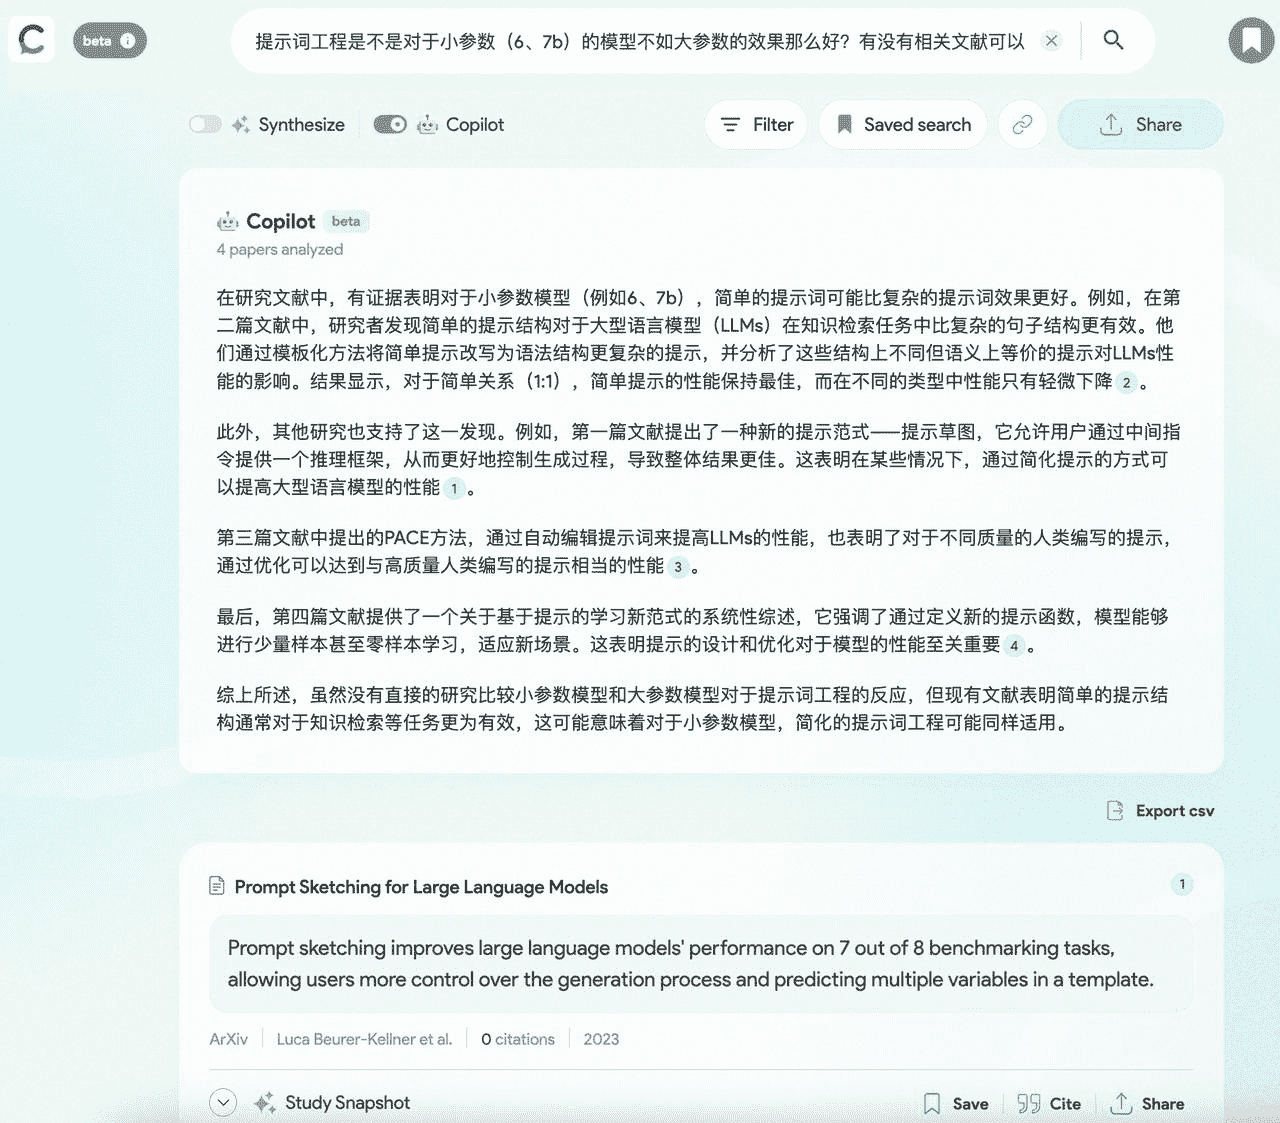 beta
提示词工程是不是对于小参数（6、7b）的模型不如大参数的效果那么好？有没有相关文献可以
Synthesize
Copilot
Filter
Saved search
Share
Copilot beta
4 papers analyzed
在研究文献中，有证据表明对于小参数模型（例如6、7b），简单的提示词可能比复杂的提示词效果更好。例如，在第
二篇文献中，研究者发现简单的提示结构对于大型语言模型（LLMs）在知识检索任务中比复杂的句子结构更有效。他
们通过模板化方法将简单提示改写为语法结构更复杂的提示，并分析了这些结构上不同但语义上等价的提示对LLMs性
能的影响。结果显示，对于简单关系（1:1），简单提示的性能保持最佳，而在不同的类型中性能只有轻微下降 2 。
此外，其他研究也支持了这一发现。例如，第一篇文献提出了一种新的提示范式——提示草图，它允许用户通过中间指
令提供一个推理框架，从而更好地控制生成过程，导致整体结果更佳。这表明在某些情况下，通过简化提示的方式可
以提高大型语言模型的性能 1 。
第三篇文献中提出的PACE方法，通过自动编辑提示词来提高LLMs的性能，也表明了对于不同质量的人类编写的提示，
通过优化可以达到与高质量人类编写的提示相当的性能 3 。
最后，第四篇文献提供了一个关于基于提示的学习新范式的系统性综述，它强调了通过定义新的提示函数，模型能够
进行少量样本甚至零样本学习，适应新场景。这表明提示的设计和优化对于模型的性能至关重要 4 。
综上所述，虽然没有直接的研究比较小参数模型和大参数模型对于提示词工程的反应，但现有文献表明简单的提示结
构通常对于知识检索等任务更为有效，这可能意味着对于小参数模型，简化的提示词工程可能同样适用。
Export csv
Prompt Sketching for Large Language Models
1
Prompt sketching improves large language models' performance on 7 out of 8 benchmarking tasks,
allowing users more control over the generation process and predicting multiple variables in a template.
ArXiv
Luca Beurer-Kellner et al.
0 citations
2023
Study Snapshot
Save
Cite
Share